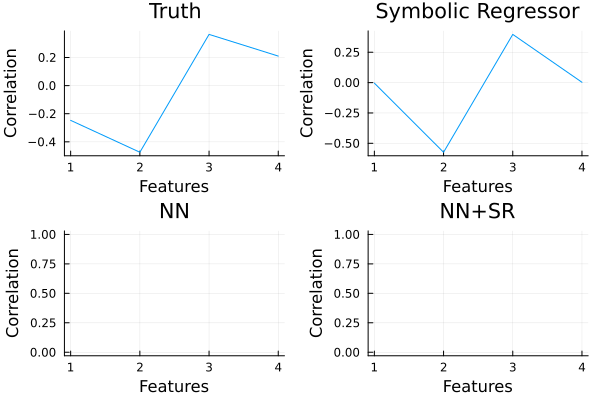 Truth
Correlation
0.2
0.0
−0.2
−0.4
1 2 3 4
Features
Symbolic Regressor
Correlation
0.25
0.00
−0.25
−0.50
1 2 3 4
Features
NN
Correlation
1.00
0.75
0.50
0.25
0.00
1 2 3 4
Features
NN+SR
Correlation
1.00
0.75
0.50
0.25
0.00
1 2 3 4
Features